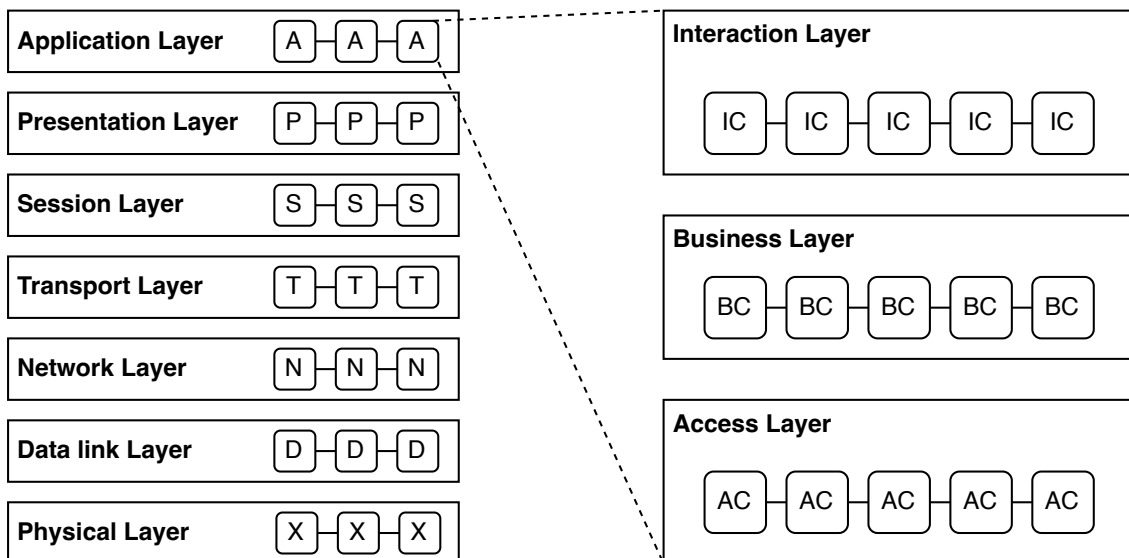 Application Layer A A A
Presentation Layer P P P
Session Layer S S S
Transport Layer T T T
Network Layer N N N
Data link Layer D D D
Physical Layer X X X
Interaction Layer
IC IC IC IC IC
Business Layer
BC BC BC BC BC
Access Layer
AC AC AC AC AC